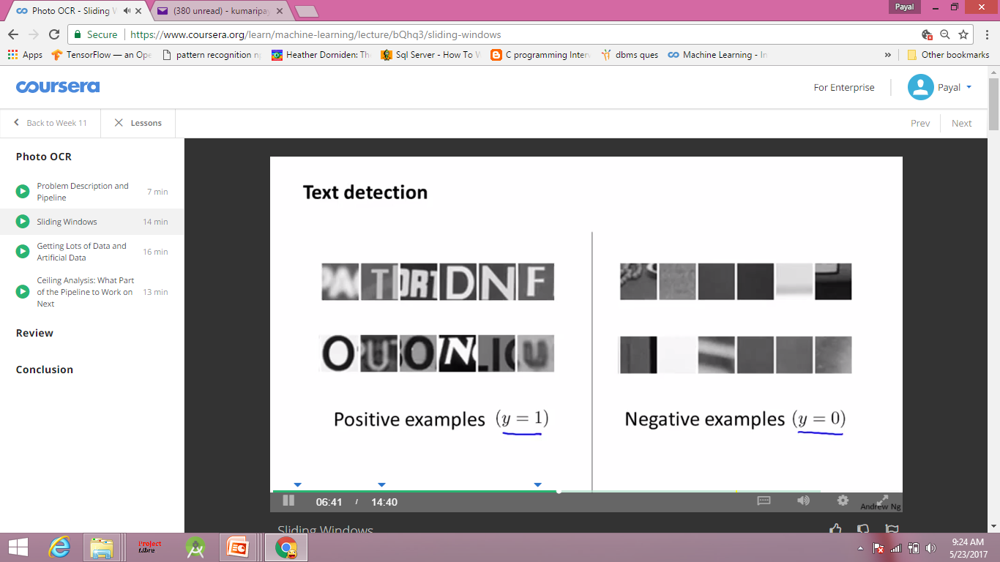 Photo OCR - Sliding W
(380 unread) - kumaripay
Payal
Secure
https://www.coursera.org/learn/machine-learning/lecture/bQhq3/sliding-windows
Apps
TensorFlow — an Ope
pattern recognition n
Heather Dorniden: Th
Sql Server - How To W
C programming Interv
dbms ques
Machine Learning - In
»
Other bookmarks
coursera
For Enterprise
Payal
Back to Week 11
Lessons
Prev
Next
Photo OCR
Problem Description and
Pipeline
7 min
Sliding Windows
14 min
Getting Lots of Data and
Artificial Data
16 min
Ceiling Analysis: What Part
of the Pipeline to Work on
Next
13 min
Review
Conclusion
Text detection
PA T ORT D N F
O U O N IC U
Positive examples (y = 1)
Negative examples (y = 0)
06:41 / 14:40
Andrew Ng
Sliding Windows
Project
Libre
9:24 AM
5/23/2017